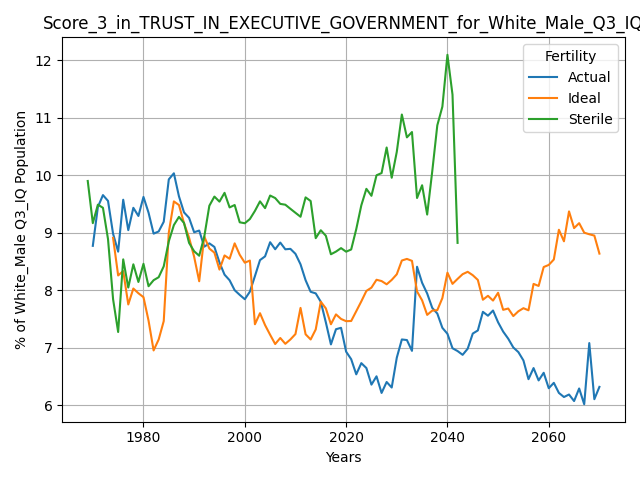 Score_3_in_TRUST_IN_EXECUTIVE_GOVERNMENT_for_White_Male_Q3_IQ
Fertility
Actual
Ideal
Sterile
% of White_Male Q3_IQ Population
12
11
10
9
8
7
6
1980 2000 2020 2040 2060
Years